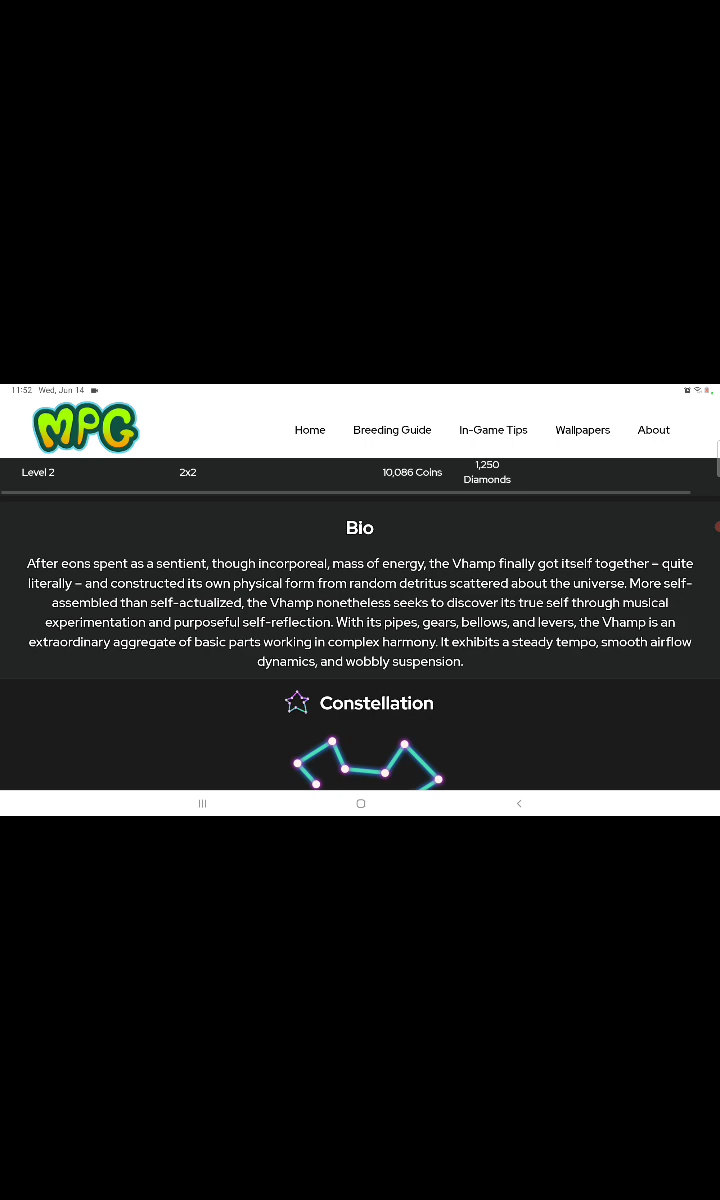 11:52 Wed, Jun 14
MPG
Home Breeding Guide In-Game Tips Wallpapers About
Level 2 2x2 10,086 Coins 1,250
Diamonds
Bio
After eons spent as a sentient, though incorporeal, mass of energy, the Vhamp finally got itself together – quite
literally – and constructed its own physical form from random detritus scattered about the universe. More self-
assembled than self-actualized, the Vhamp nonetheless seeks to discover its true self through musical
experimentation and purposeful self-reflection. With its pipes, gears, bellows, and levers, the Vhamp is an
extraordinary aggregate of basic parts working in complex harmony. It exhibits a steady tempo, smooth airflow
dynamics, and wobbly suspension.
Constellation